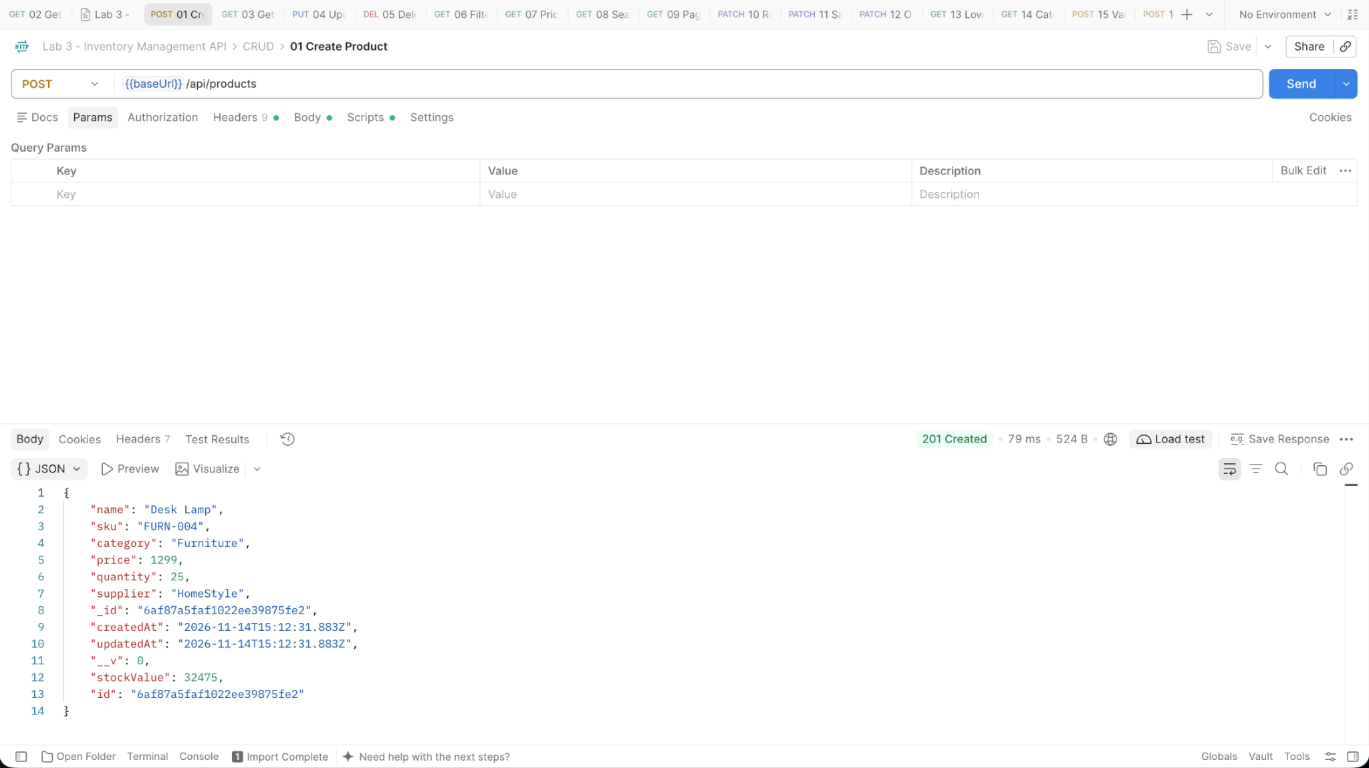 GET 02 Get Lab 3 - POST 01 Cr GET 03 Get PUT 04 Up DEL 05 Del GET 06 Filt GET 07 Pric GET 08 Sea GET 09 Pag PATCH 10 R PATCH 11 S PATCH 12 O GET 13 Low GET 14 Cat POST 15 Va POST 1 No Environment
HTTP Lab 3 - Inventory Management API > CRUD > 01 Create Product Save Share
POST {{baseUrl}} /api/products Send
Docs Params Authorization Headers 9 Body Scripts Settings Cookies
Query Params
Key Value Description Bulk Edit
Key Value Description
Body Cookies Headers 7 Test Results 201 Created • 79 ms • 524 B Load test e.g. Save Response
{} JSON Preview Visualize
1 {
2 "name": "Desk Lamp",
3 "sku": "FURN-004",
4 "category": "Furniture",
5 "price": 1299,
6 "quantity": 25,
7 "supplier": "HomeStyle",
8 "_id": "6af87a5faf1022ee39875fe2",
9 "createdAt": "2026-11-14T15:12:31.883Z",
10 "updatedAt": "2026-11-14T15:12:31.883Z",
11 "__v": 0,
12 "stockValue": 32475,
13 "id": "6af87a5faf1022ee39875fe2"
14 }
Open Folder Terminal Console 1 Import Complete Need help with the next steps? Globals Vault Tools